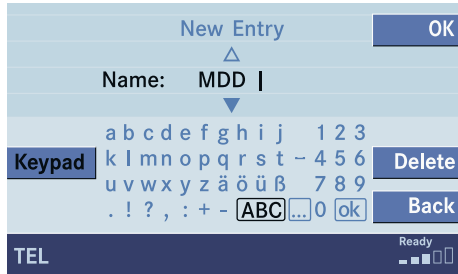 New Entry
OK
Name: MDD |
a b c d e f g h i j 1 2 3
Keypad
k l m n o p q r s t – 4 5 6
Delete
u v w x y z ä ö ü ß 7 8 9
. ! ? , : + - ABC ... 0 ok
Back
TEL
Ready